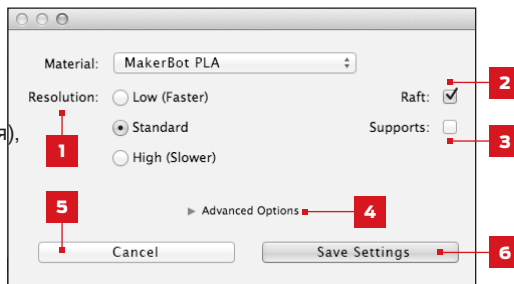 Material: MakerBot PLA
Resolution: Low (Faster) Raft:
2
я),
Standard Supports:
1
3
High (Slower)
5
Advanced Options 4
Cancel Save Settings
6